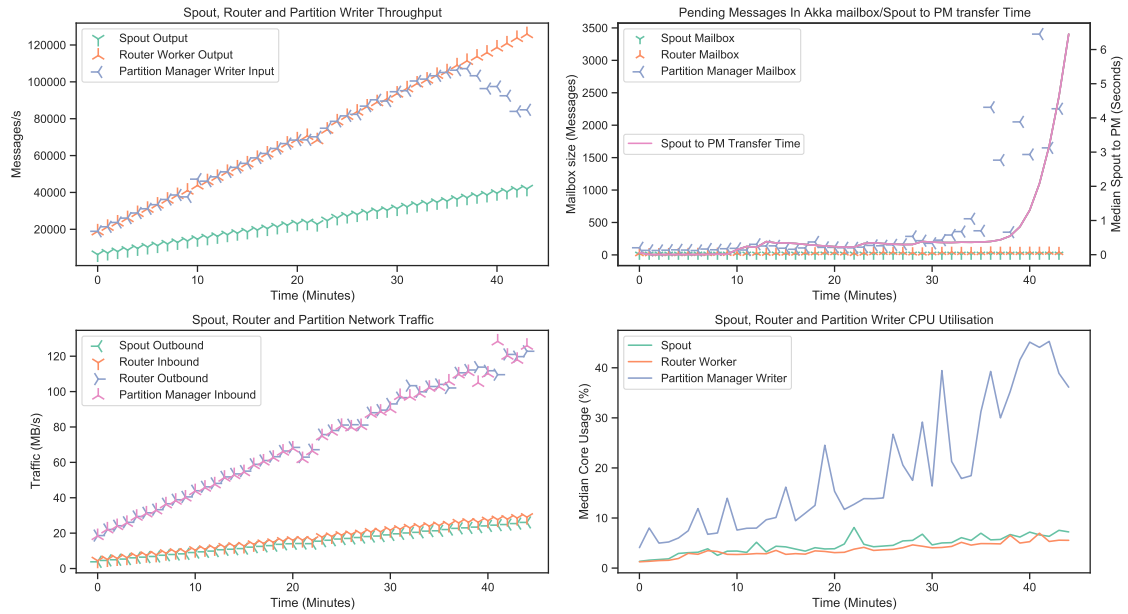 Spout, Router and Partition Writer Throughput
120000
100000
80000
60000
40000
20000
Messages/s
Spout Output
Router Worker Output
Partition Manager Writer Input
0
10
20
30
40
Time (Minutes)
Pending Messages In Akka mailbox/Spout to PM transfer Time
3500
3000
2500
2000
1500
1000
500
0
Mailbox size (Messages)
Spout Mailbox
Router Mailbox
Partition Manager Mailbox
Spout to PM Transfer Time
6
5
4
3
2
1
0
Median Spout to PM (Seconds)
0
10
20
30
40
Time (Minutes)
Spout, Router and Partition Network Traffic
120
100
80
60
40
20
0
Traffic (MB/s)
Spout Outbound
Router Inbound
Router Outbound
Partition Manager Inbound
0
10
20
30
40
Time (Minutes)
Spout, Router and Partition Writer CPU Utilisation
40
30
20
10
0
Median Core Usage (%)
Spout
Router Worker
Partition Manager Writer
0
10
20
30
40
Time (Minutes)